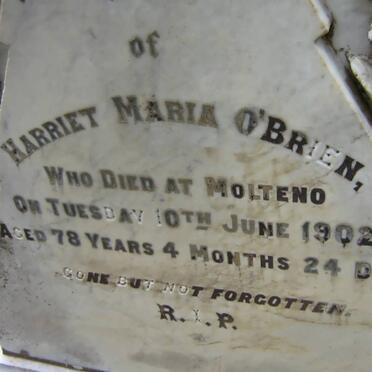 of
HARRIET MARIA O'BRIEN,
WHO DIED AT MOLTENO
ON TUESDAY 10TH JUNE 1902
AGED 78 YEARS 4 MONTHS 24 D
GONE BUT NOT FORGOTTEN.
R.I.P.